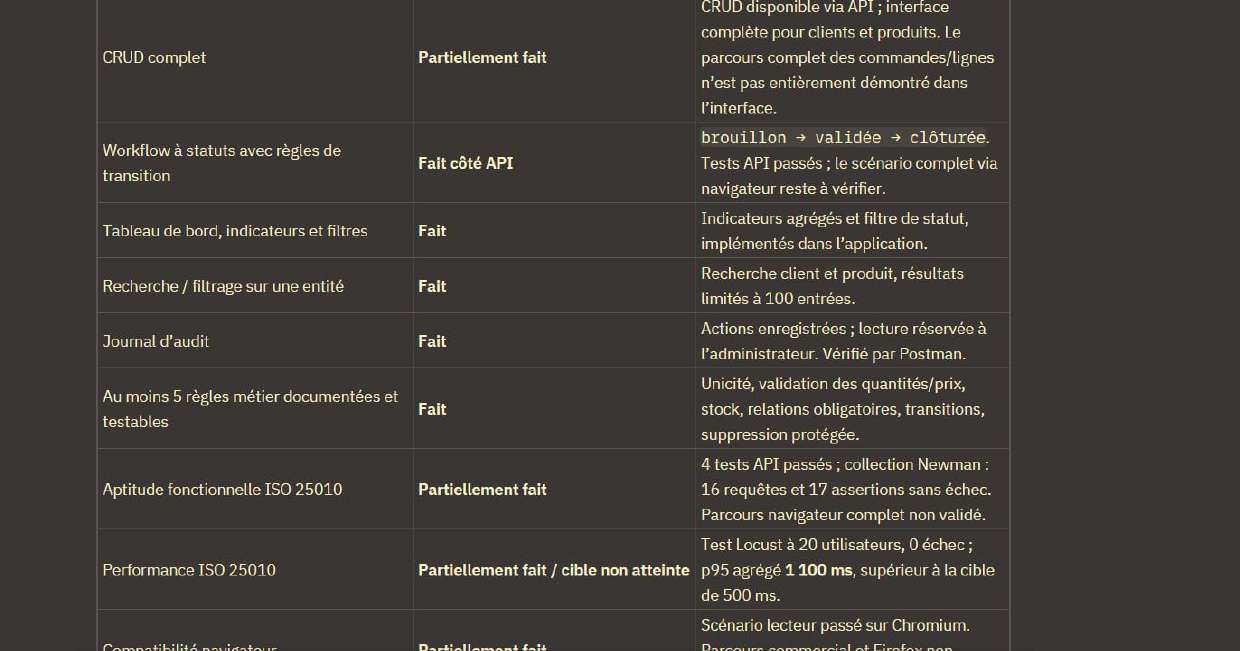 CRUD disponible via API ; interface
complète pour clients et produits. Le
CRUD complet
Partiellement fait
parcours complet des commandes/lignes
n’est pas entièrement démontré dans
l’interface.
Workflow à statuts avec règles de
transition
Fait côté API
brouillon → validée → clôturée.
Tests API passés ; le scénario complet via
navigateur reste à vérifier.
Tableau de bord, indicateurs et filtres
Fait
Indicateurs agrégés et filtre de statut,
implémentés dans l’application.
Recherche / filtrage sur une entité
Fait
Recherche client et produit, résultats
limités à 100 entrées.
Journal d’audit
Fait
Actions enregistrées ; lecture réservée à
l’administrateur. Vérifié par Postman.
Au moins 5 règles métier documentées et
testables
Fait
Unicité, validation des quantités/prix,
stock, relations obligatoires, transitions,
suppression protégée.
Aptitude fonctionnelle ISO 25010
Partiellement fait
4 tests API passés ; collection Newman :
16 requêtes et 17 assertions sans échec.
Parcours navigateur complet non validé.
Performance ISO 25010
Partiellement fait / cible non atteinte
Test Locust à 20 utilisateurs, 0 échec ;
p95 agrégé 1 100 ms, supérieur à la cible
de 500 ms.
Compatibilité navigateur
Partiellement fait
Scénario lecteur passé sur Chromium.
Parcours commercial et Firefox non